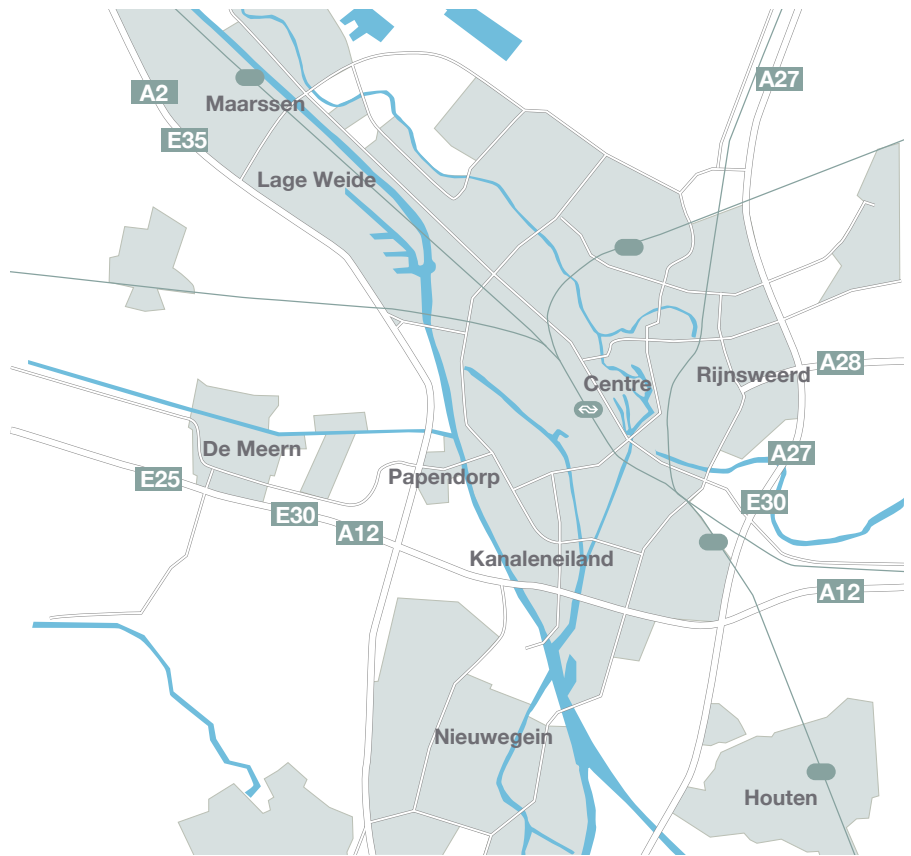 A27
A2
Maarssen
E35
Lage Weide
A28
Rijnsweerd
Centre
De Meern
A27
Papendorp
E25
E30
E30
A12
Kanaleneiland
A12
Nieuwegein
Houten